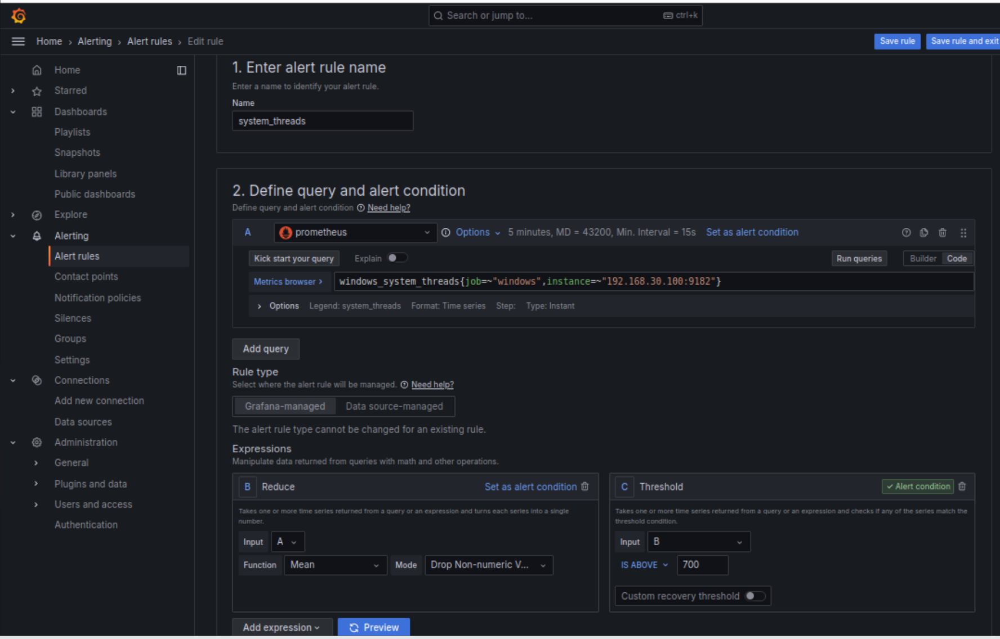 Search or jump to...
ctrl+k
Home › Alerting › Alert rules › Edit rule
Save rule
Save rule and exit
Home
Starred
Dashboards
Playlists
Snapshots
Library panels
Public dashboards
Explore
Alerting
Alert rules
Contact points
Notification policies
Silences
Groups
Settings
Connections
Add new connection
Data sources
Administration
General
Plugins and data
Users and access
Authentication
1. Enter alert rule name
Enter a name to identify your alert rule.
Name
system_threads
2. Define query and alert condition
Define query and alert condition Need help?
A prometheus Options 5 minutes, MD = 43200, Min. Interval = 15s Set as alert condition
Kick start your query Explain Run queries Builder Code
Metrics browser > windows_system_threads{job=~"windows",instance=~"192.168.30.100:9182"}
Options Legend: system_threads Format: Time series Step: Type: Instant
Add query
Rule type
Select where the alert rule will be managed. Need help?
Grafana-managed Data source-managed
The alert rule type cannot be changed for an existing rule.
Expressions
Manipulate data returned from queries with math and other operations.
B Reduce Set as alert condition
Takes one or more time series returned from a query or an expression and turns each series into a single
number.
Input A
Function Mean Mode Drop Non-numeric V...
C Threshold Alert condition
Takes one or more time series returned from a query or an expression and checks if any of the series match the
threshold condition.
Input B
IS ABOVE 700
Custom recovery threshold
Add expression Preview